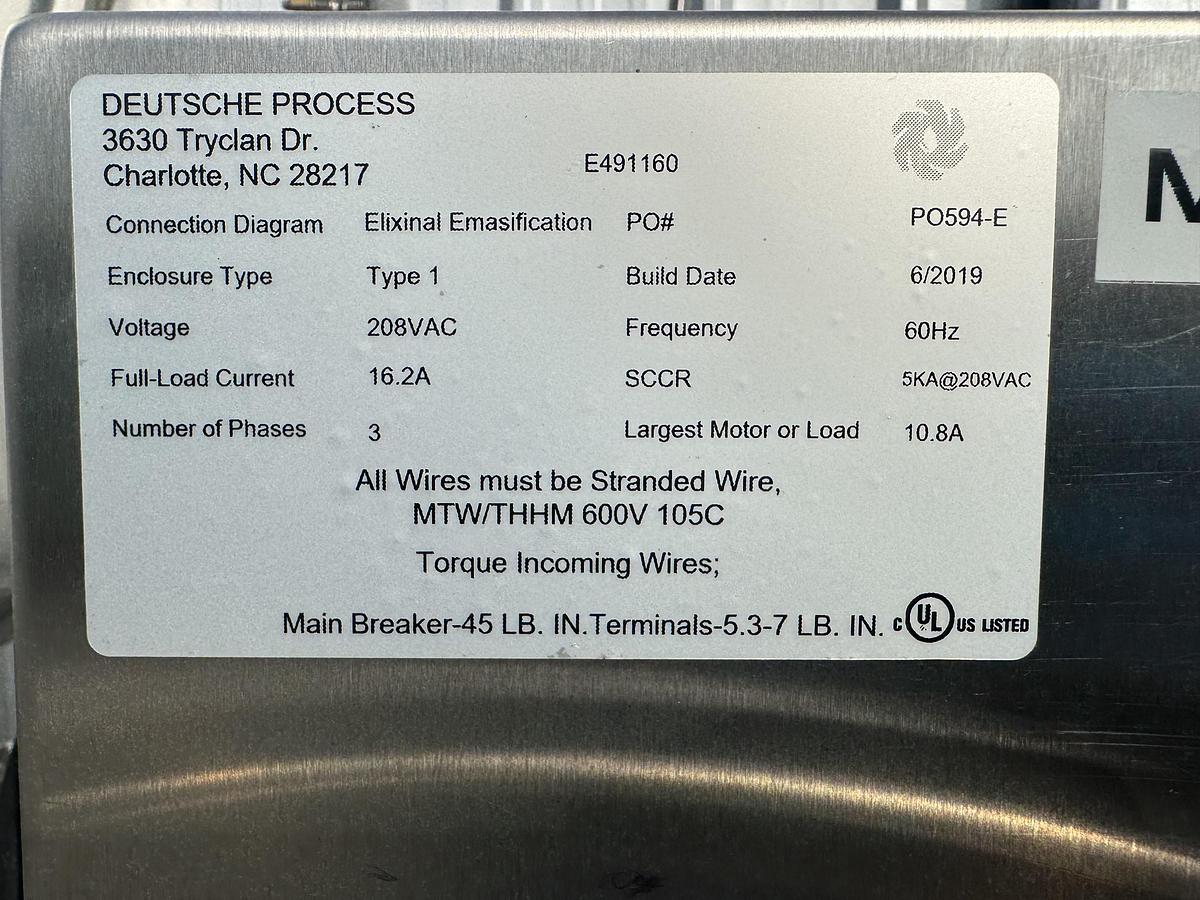 DEUTSCHE PROCESS
3630 Tryclan Dr.
Charlotte, NC 28217
E491160
Connection Diagram Elixinal Emasification PO# PO594-E
Enclosure Type Type 1 Build Date 6/2019
Voltage 208VAC Frequency 60Hz
Full-Load Current 16.2A SCCR 5KA@208VAC
Number of Phases 3 Largest Motor or Load 10.8A
All Wires must be Stranded Wire,
MTW/THHM 600V 105C
Torque Incoming Wires;
Main Breaker-45 LB. IN.Terminals-5.3-7 LB. IN. C UL US LISTED